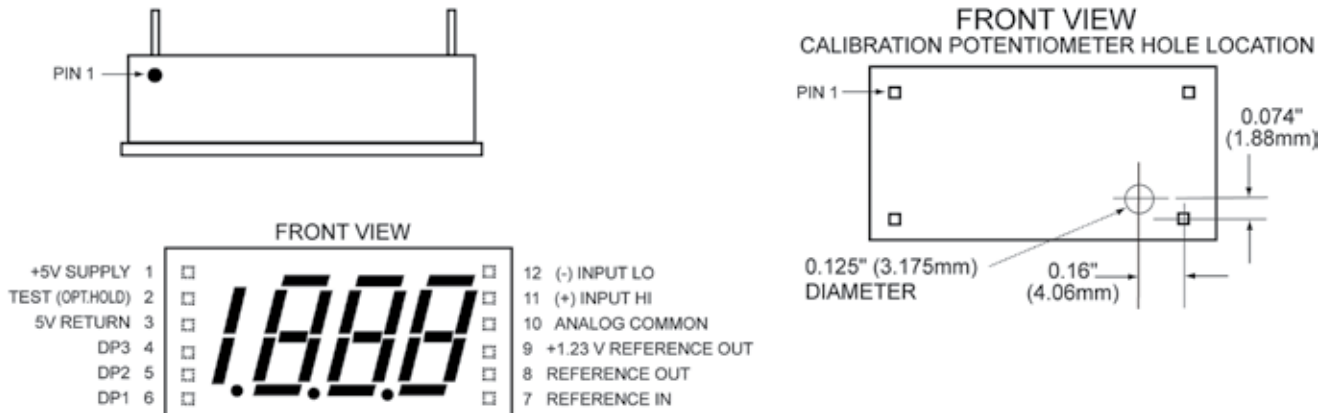 PIN 1
FRONT VIEW
+5V SUPPLY 1
TEST (OPT.HOLD) 2
5V RETURN 3
DP3 4
DP2 5
DP1 6
12 (-) INPUT LO
11 (+) INPUT HI
10 ANALOG COMMON
9 +1.23 V REFERENCE OUT
8 REFERENCE OUT
7 REFERENCE IN
1.8.8.8
FRONT VIEW
CALIBRATION POTENTIOMETER HOLE LOCATION
PIN 1
0.074"
(1.88mm)
0.125" (3.175mm)
DIAMETER
0.16"
(4.06mm)